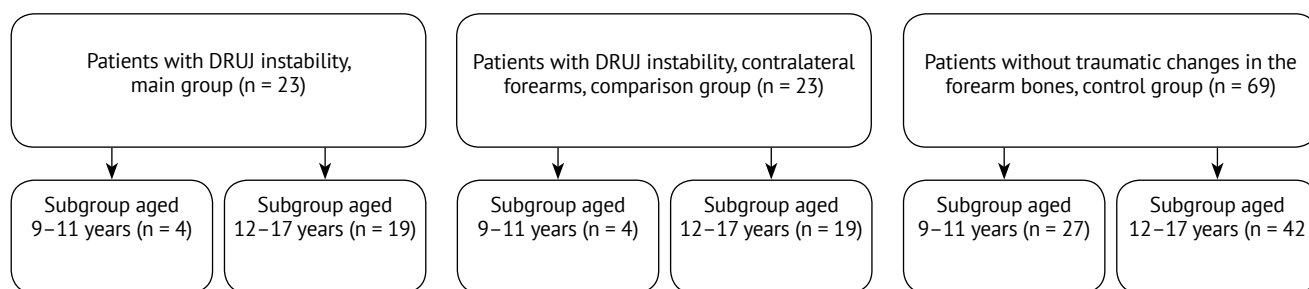 Patients with DRUJ instability,
main group (n = 23)
Patients with DRUJ instability, contralateral
forearms, comparison group (n = 23)
Patients without traumatic changes in the
forearm bones, control group (n = 69)
Subgroup aged
9–11 years (n = 4)
Subgroup aged
12–17 years (n = 19)
Subgroup aged
9–11 years (n = 4)
Subgroup aged
12–17 years (n = 19)
Subgroup aged
9–11 years (n = 27)
Subgroup aged
12–17 years (n = 42